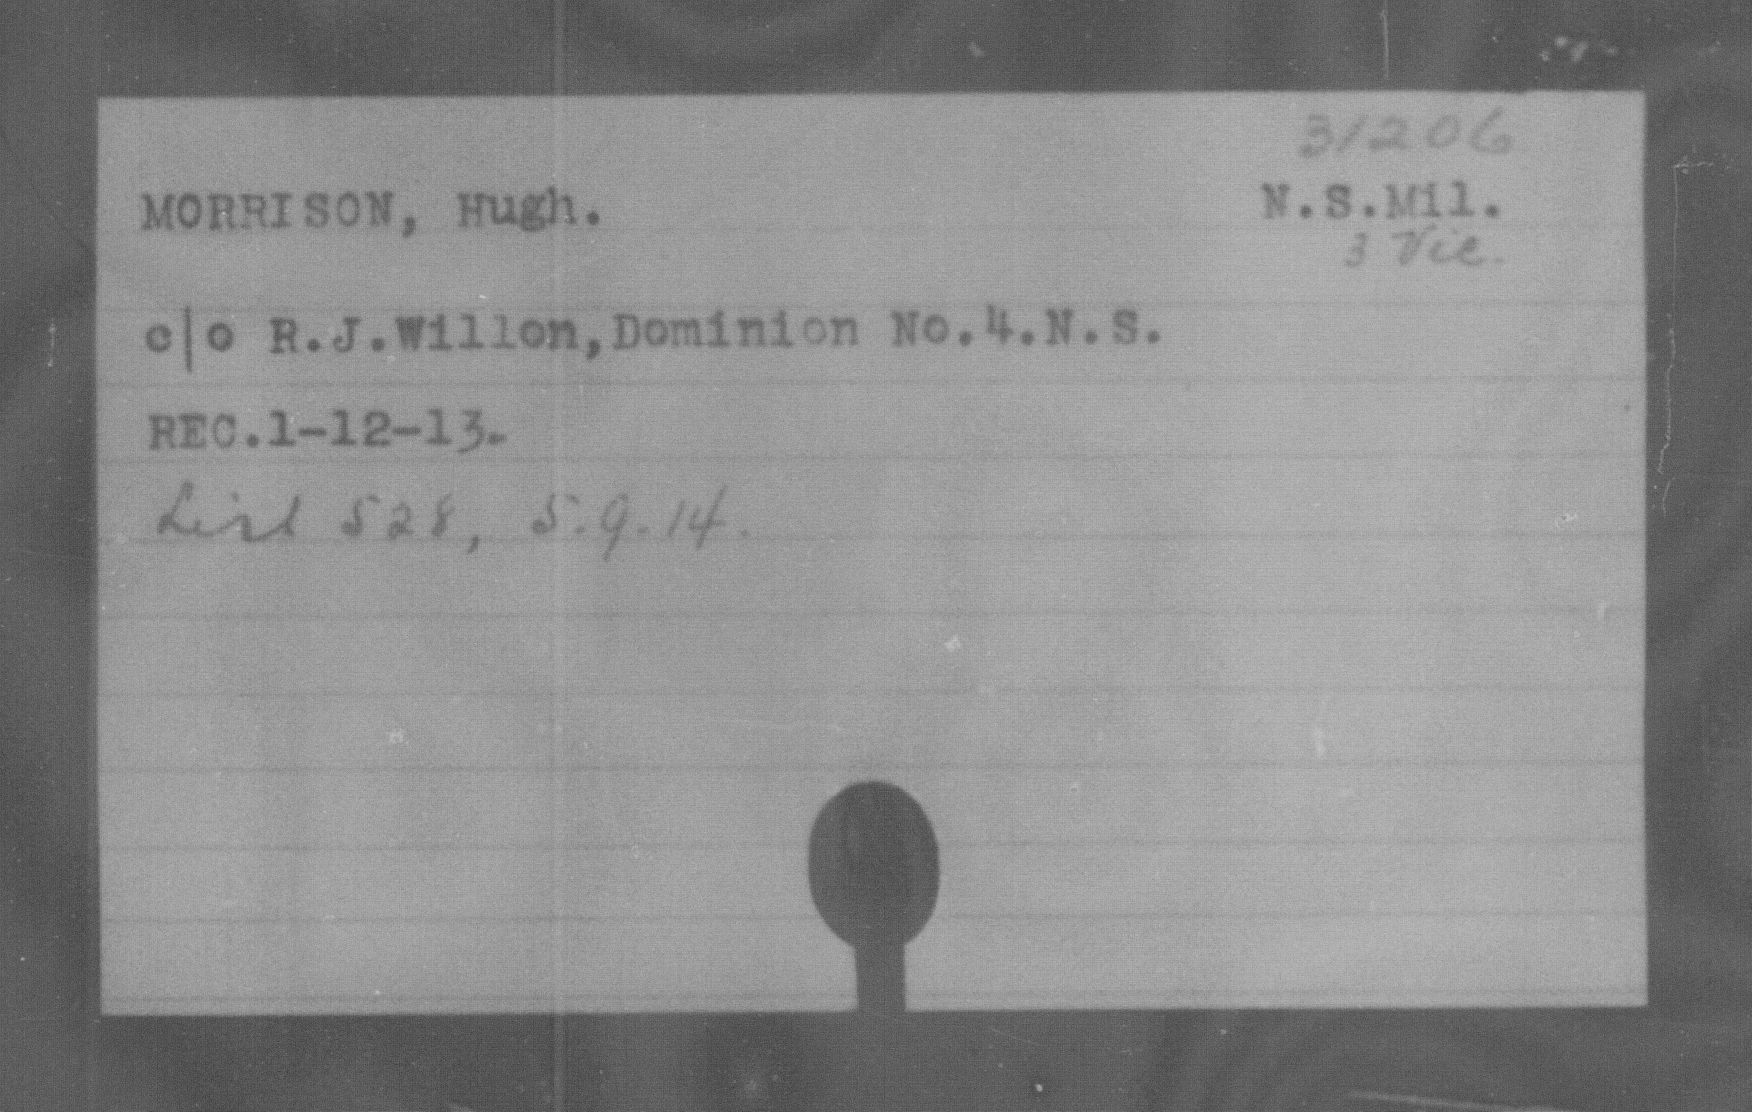 31206
MORRISON, Hugh. N.S.Mil.
3 Vic.
c|o R.J.Willon,Dominion No.4.N.S.
REC.1-12-13.
List 528, 5.9.14.